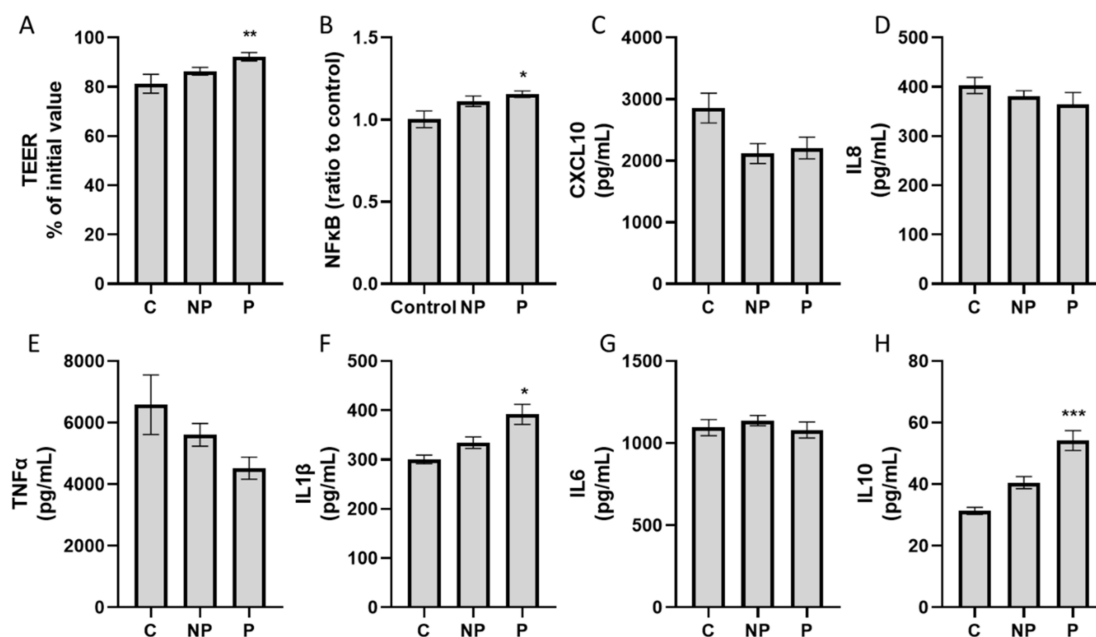 A
TEER
% of initial value
100
80
60
40
20
0
**
C NP P
B
NFκB (ratio to control)
1.5
1.0
0.5
0.0
*
Control NP P
C
CXCL10
(pg/mL)
4000
3000
2000
1000
0
C NP P
D
IL8
(pg/mL)
500
400
300
200
100
0
C NP P
E
TNFα
(pg/mL)
8000
6000
4000
2000
0
C NP P
F
IL1β
(pg/mL)
500
400
300
200
100
0
*
C NP P
G
IL6
(pg/mL)
1500
1000
500
0
C NP P
H
IL10
(pg/mL)
80
60
40
20
0
***
C NP P